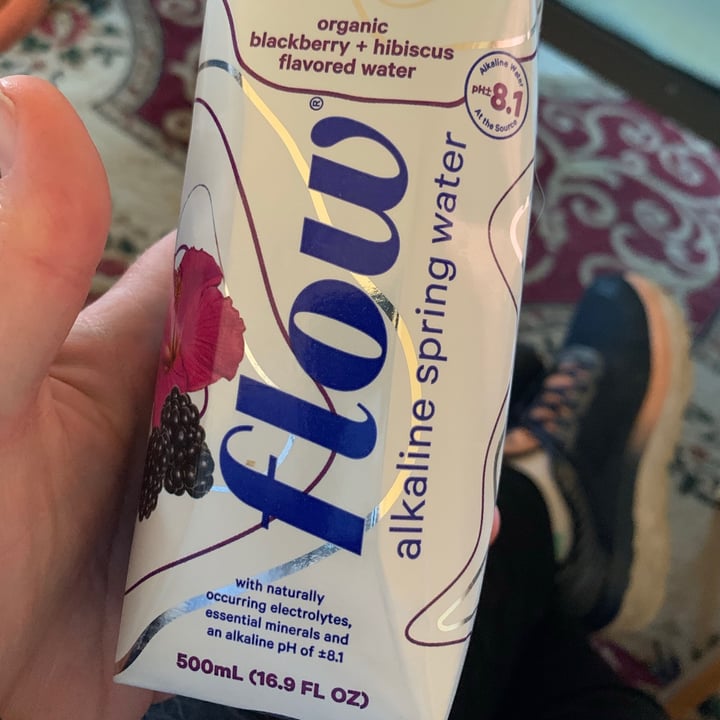 organic
blackberry + hibiscus
flavored water
Alkaline Water
pH± 8.1
At the Source
flow®
alkaline spring water
with naturally
occurring electrolytes,
essential minerals and
an alkaline pH of ±8.1
500mL (16.9 FL OZ)